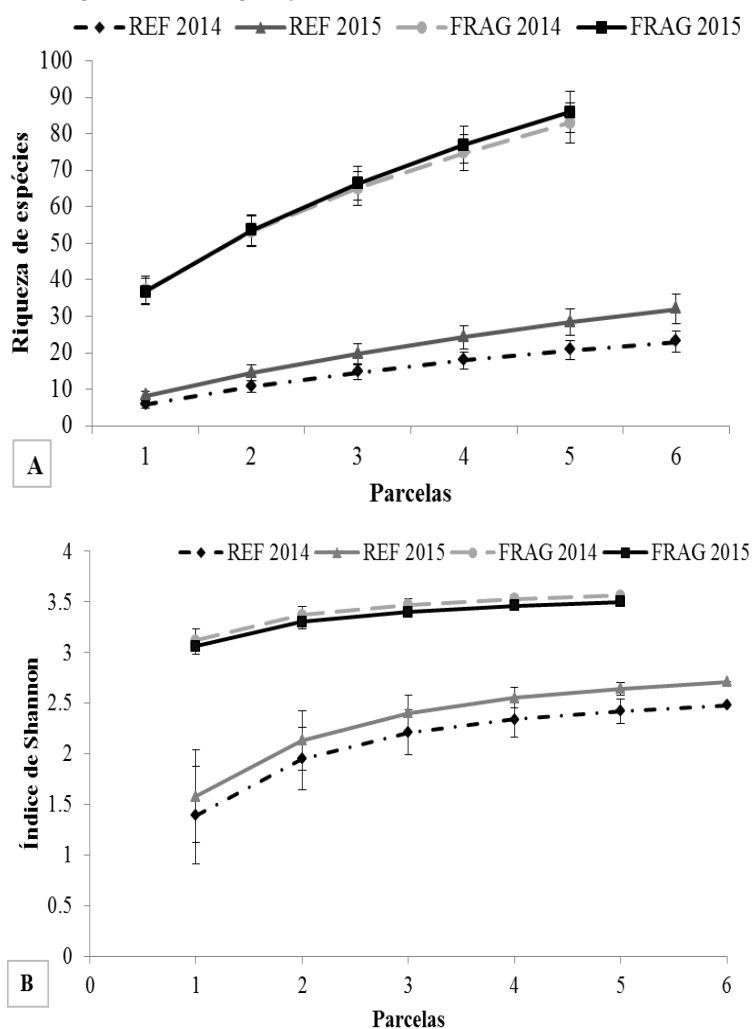 REF 2014 REF 2015 FRAG 2014 FRAG 2015
100
90
80
70
60
50
40
30
20
10
0
Riqueza de espécies
1 2 3 4 5 6
Parcelas
A
REF 2014 REF 2015 FRAG 2014 FRAG 2015
4
3.5
3
2.5
2
1.5
1
0.5
0
Índice de Shannon
0 1 2 3 4 5 6
Parcelas
B